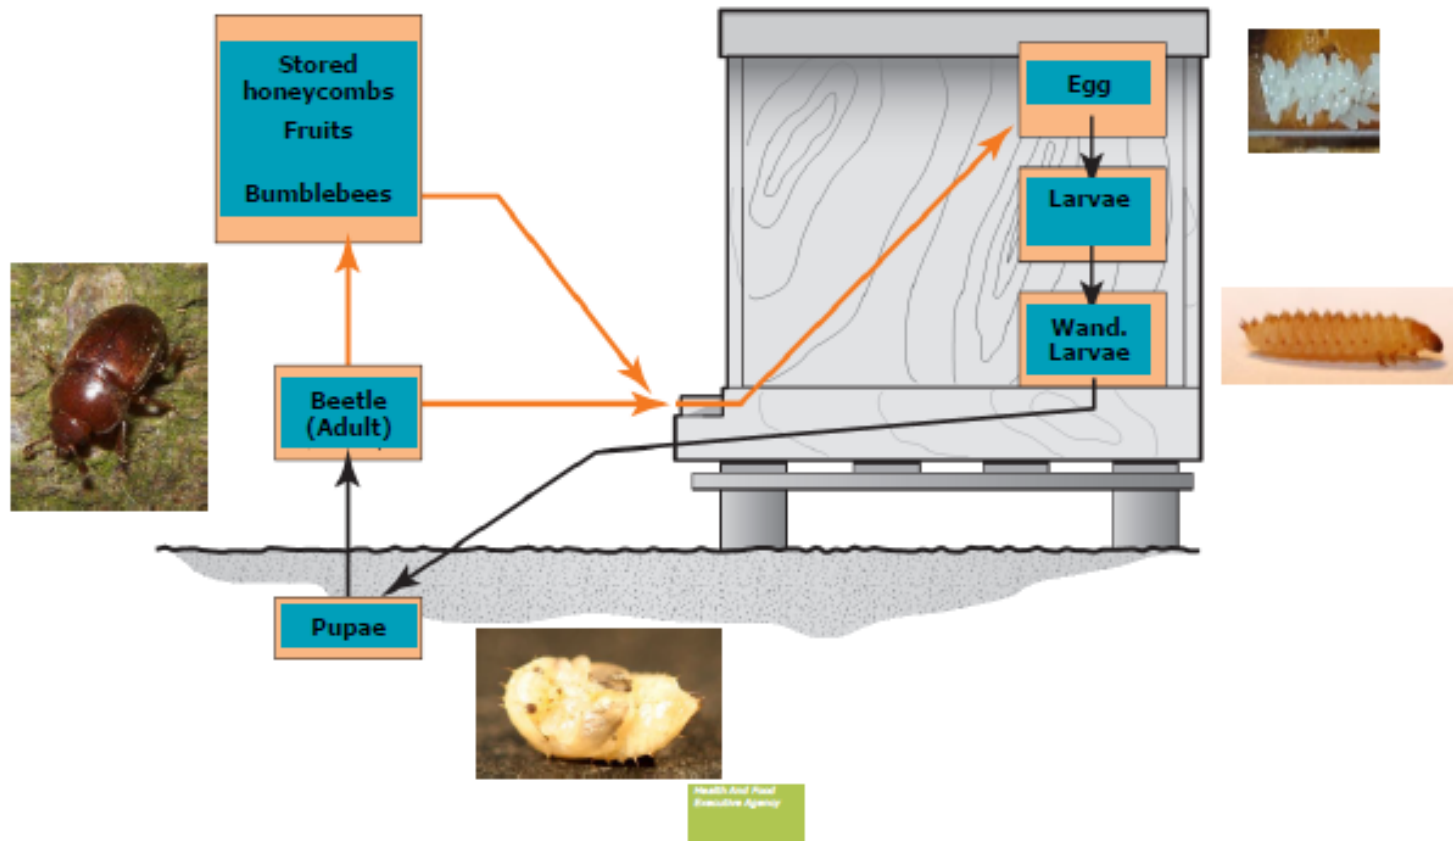 Stored
honeycombs
Fruits
Bumblebees
Egg
Larvae
Wand.
Larvae
Beetle
(Adult)
Pupae
Health And Food
Executive Agency